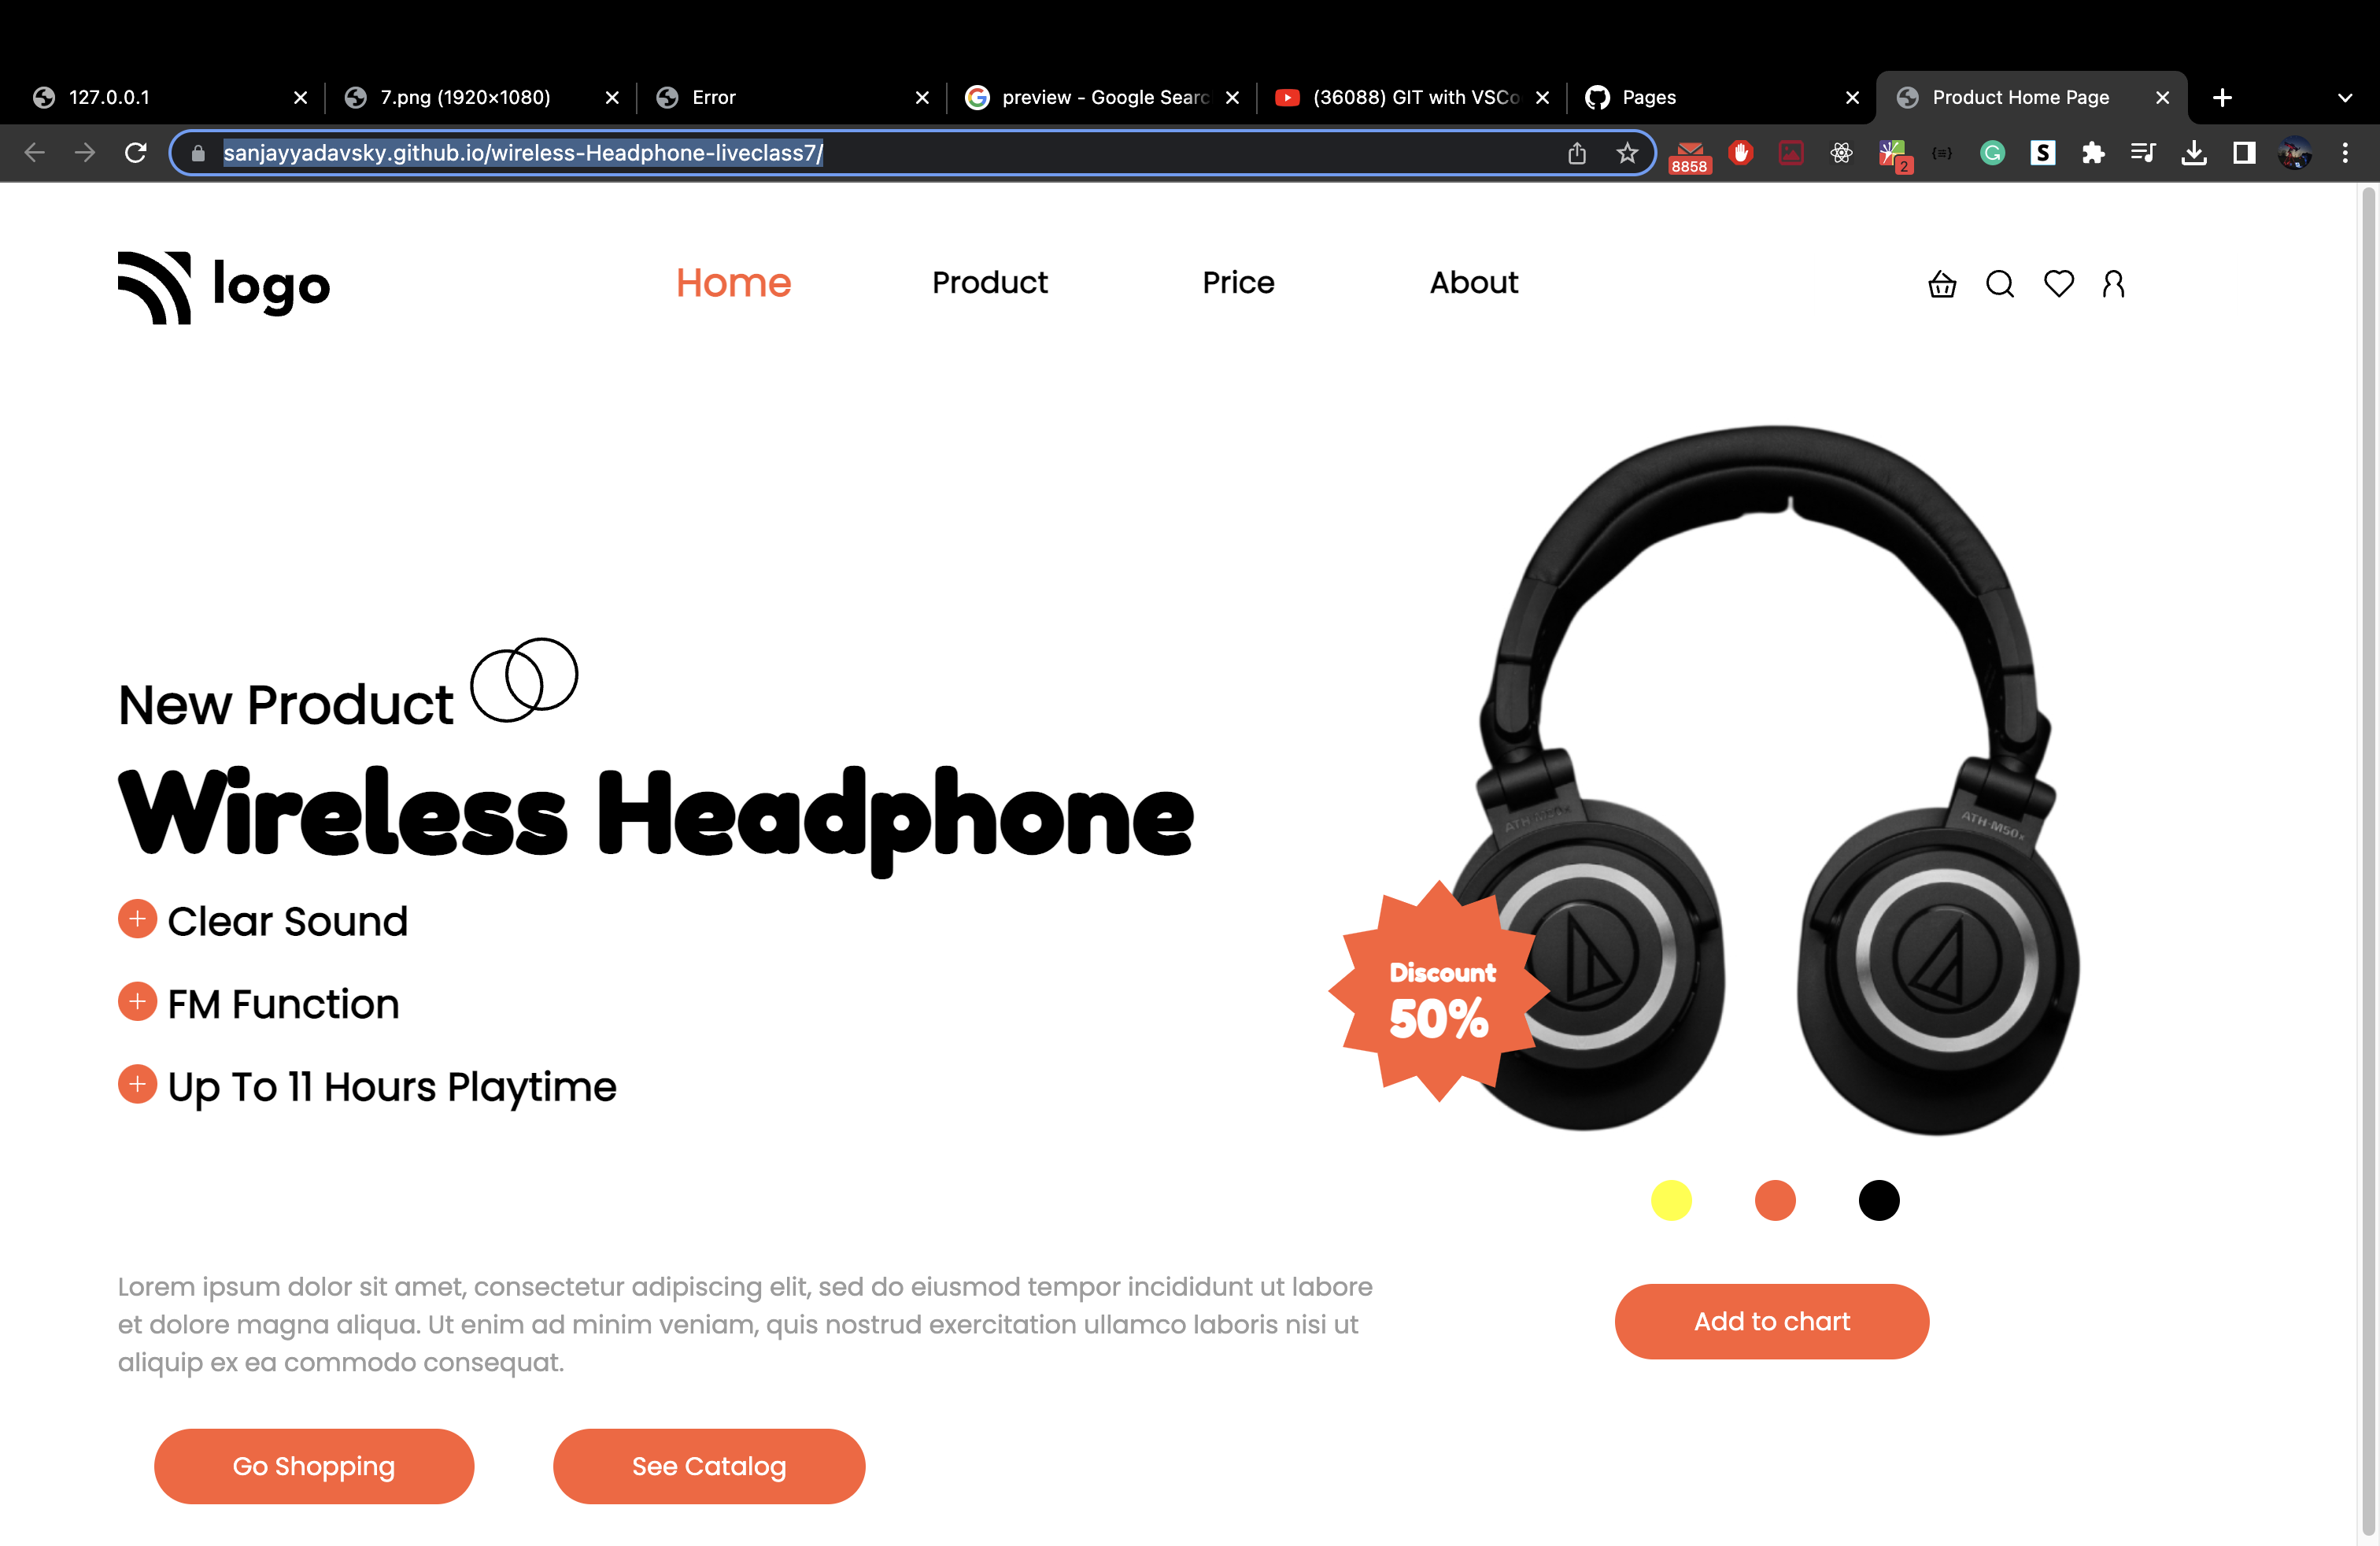 127.0.0.1
7.png (1920×1080)
Error
preview - Google Searc
(36088) GIT with VSCo
Pages
Product Home Page
sanjayyadavsky.github.io/wireless-Headphone-liveclass7/
8858
2
logo
Home
Product
Price
About
New Product
Wireless Headphone
Clear Sound
FM Function
Up To 11 Hours Playtime
ATH-M50x
ATH-M50x
Discount
50%
Lorem ipsum dolor sit amet, consectetur adipiscing elit, sed do eiusmod tempor incididunt ut labore
et dolore magna aliqua. Ut enim ad minim veniam, quis nostrud exercitation ullamco laboris nisi ut
aliquip ex ea commodo consequat.
Add to chart
Go Shopping
See Catalog